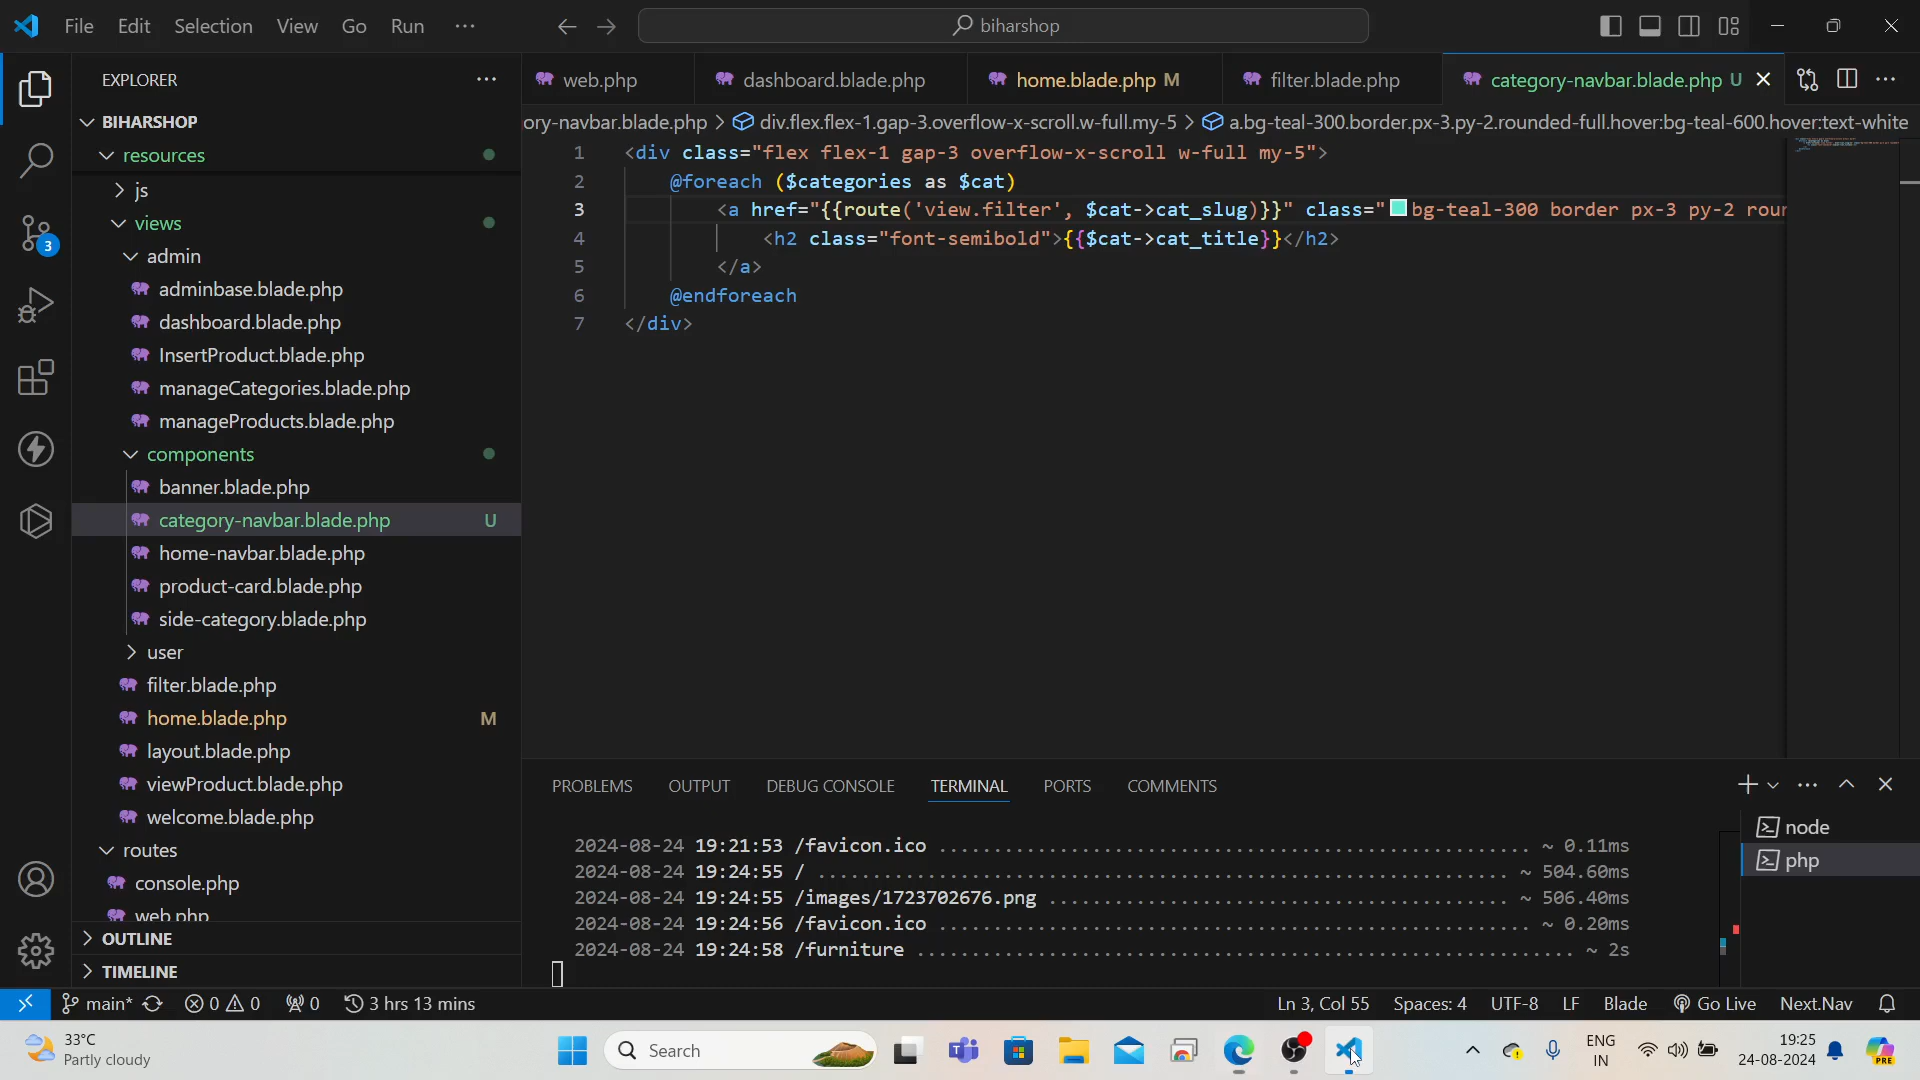 File Edit Selection View Go Run ··· biharshop
EXPLORER ···
BIHARSHOP
resources
js
views
admin
adminbase.blade.php
dashboard.blade.php
InsertProduct.blade.php
manageCategories.blade.php
manageProducts.blade.php
components
banner.blade.php
category-navbar.blade.php U
home-navbar.blade.php
product-card.blade.php
side-category.blade.php
user
filter.blade.php
home.blade.php M
layout.blade.php
viewProduct.blade.php
welcome.blade.php
routes
console.php
web.php
OUTLINE
TIMELINE
web.php dashboard.blade.php home.blade.php M filter.blade.php category-navbar.blade.php U
ory-navbar.blade.php > div.flex.flex-1.gap-3.overflow-x-scroll.w-full.my-5 > a.bg-teal-300.border.px-3.py-2.rounded-full.hover:bg-teal-600.hover:text-white
1 <div class="flex flex-1 gap-3 overflow-x-scroll w-full my-5">
2 @foreach ($categories as $cat)
3 <a href="{{route('view.filter', $cat->cat_slug)}}" class="bg-teal-300 border px-3 py-2 rour
4 <h2 class="font-semibold">{{$cat->cat_title}}</h2>
5 </a>
6 @endforeach
7 </div>
PROBLEMS OUTPUT DEBUG CONSOLE TERMINAL PORTS COMMENTS
2024-08-24 19:21:53 /favicon.ico ................................................... ~ 0.11ms
2024-08-24 19:24:55 / ........................................................... ~ 504.60ms
2024-08-24 19:24:55 /images/1723702676.png ........................................ ~ 506.40ms
2024-08-24 19:24:56 /favicon.ico ................................................... ~ 0.20ms
2024-08-24 19:24:58 /furniture ......................................................... ~ 2s
node
php
3
main* 0 0 0 3 hrs 13 mins Ln 3, Col 55 Spaces: 4 UTF-8 LF Blade Go Live Next.Nav
33°C
Partly cloudy
Search
ENG
IN
19:25
24-08-2024
PRE